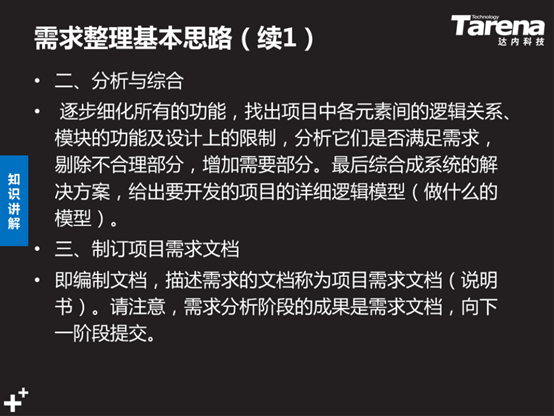 需求整理基本思路（续1）
Technology
Tarena
达内科技
• 二、分析与综合
• 逐步细化所有的功能，找出项目中各元素间的逻辑关系、
模块的功能及设计上的限制，分析它们是否满足需求，
剔除不合理部分，增加需要部分。最后综合成系统的解
决方案，给出要开发的项目的详细逻辑模型（做什么的
模型）。
• 三、制订项目需求文档
• 即编制文档，描述需求的文档称为项目需求文档（说明
书）。请注意，需求分析阶段的成果是需求文档，向下
一阶段提交。
知
识
讲
解